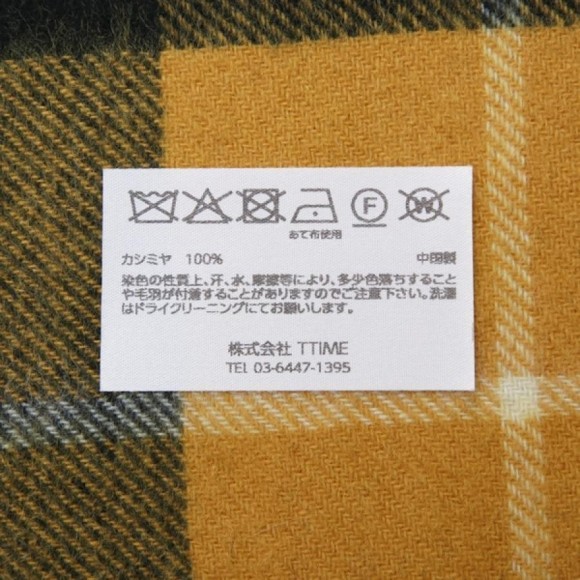 F W
あて布使用
カシミヤ 100% 中国製
染色の性質上、汗、水、摩擦等により、多少色落ちすること
や毛羽が付着することがありますのでご注意下さい。洗濯
はドライクリーニングにてお願いします。
株式会社 TTIME
TEL 03-6447-1395